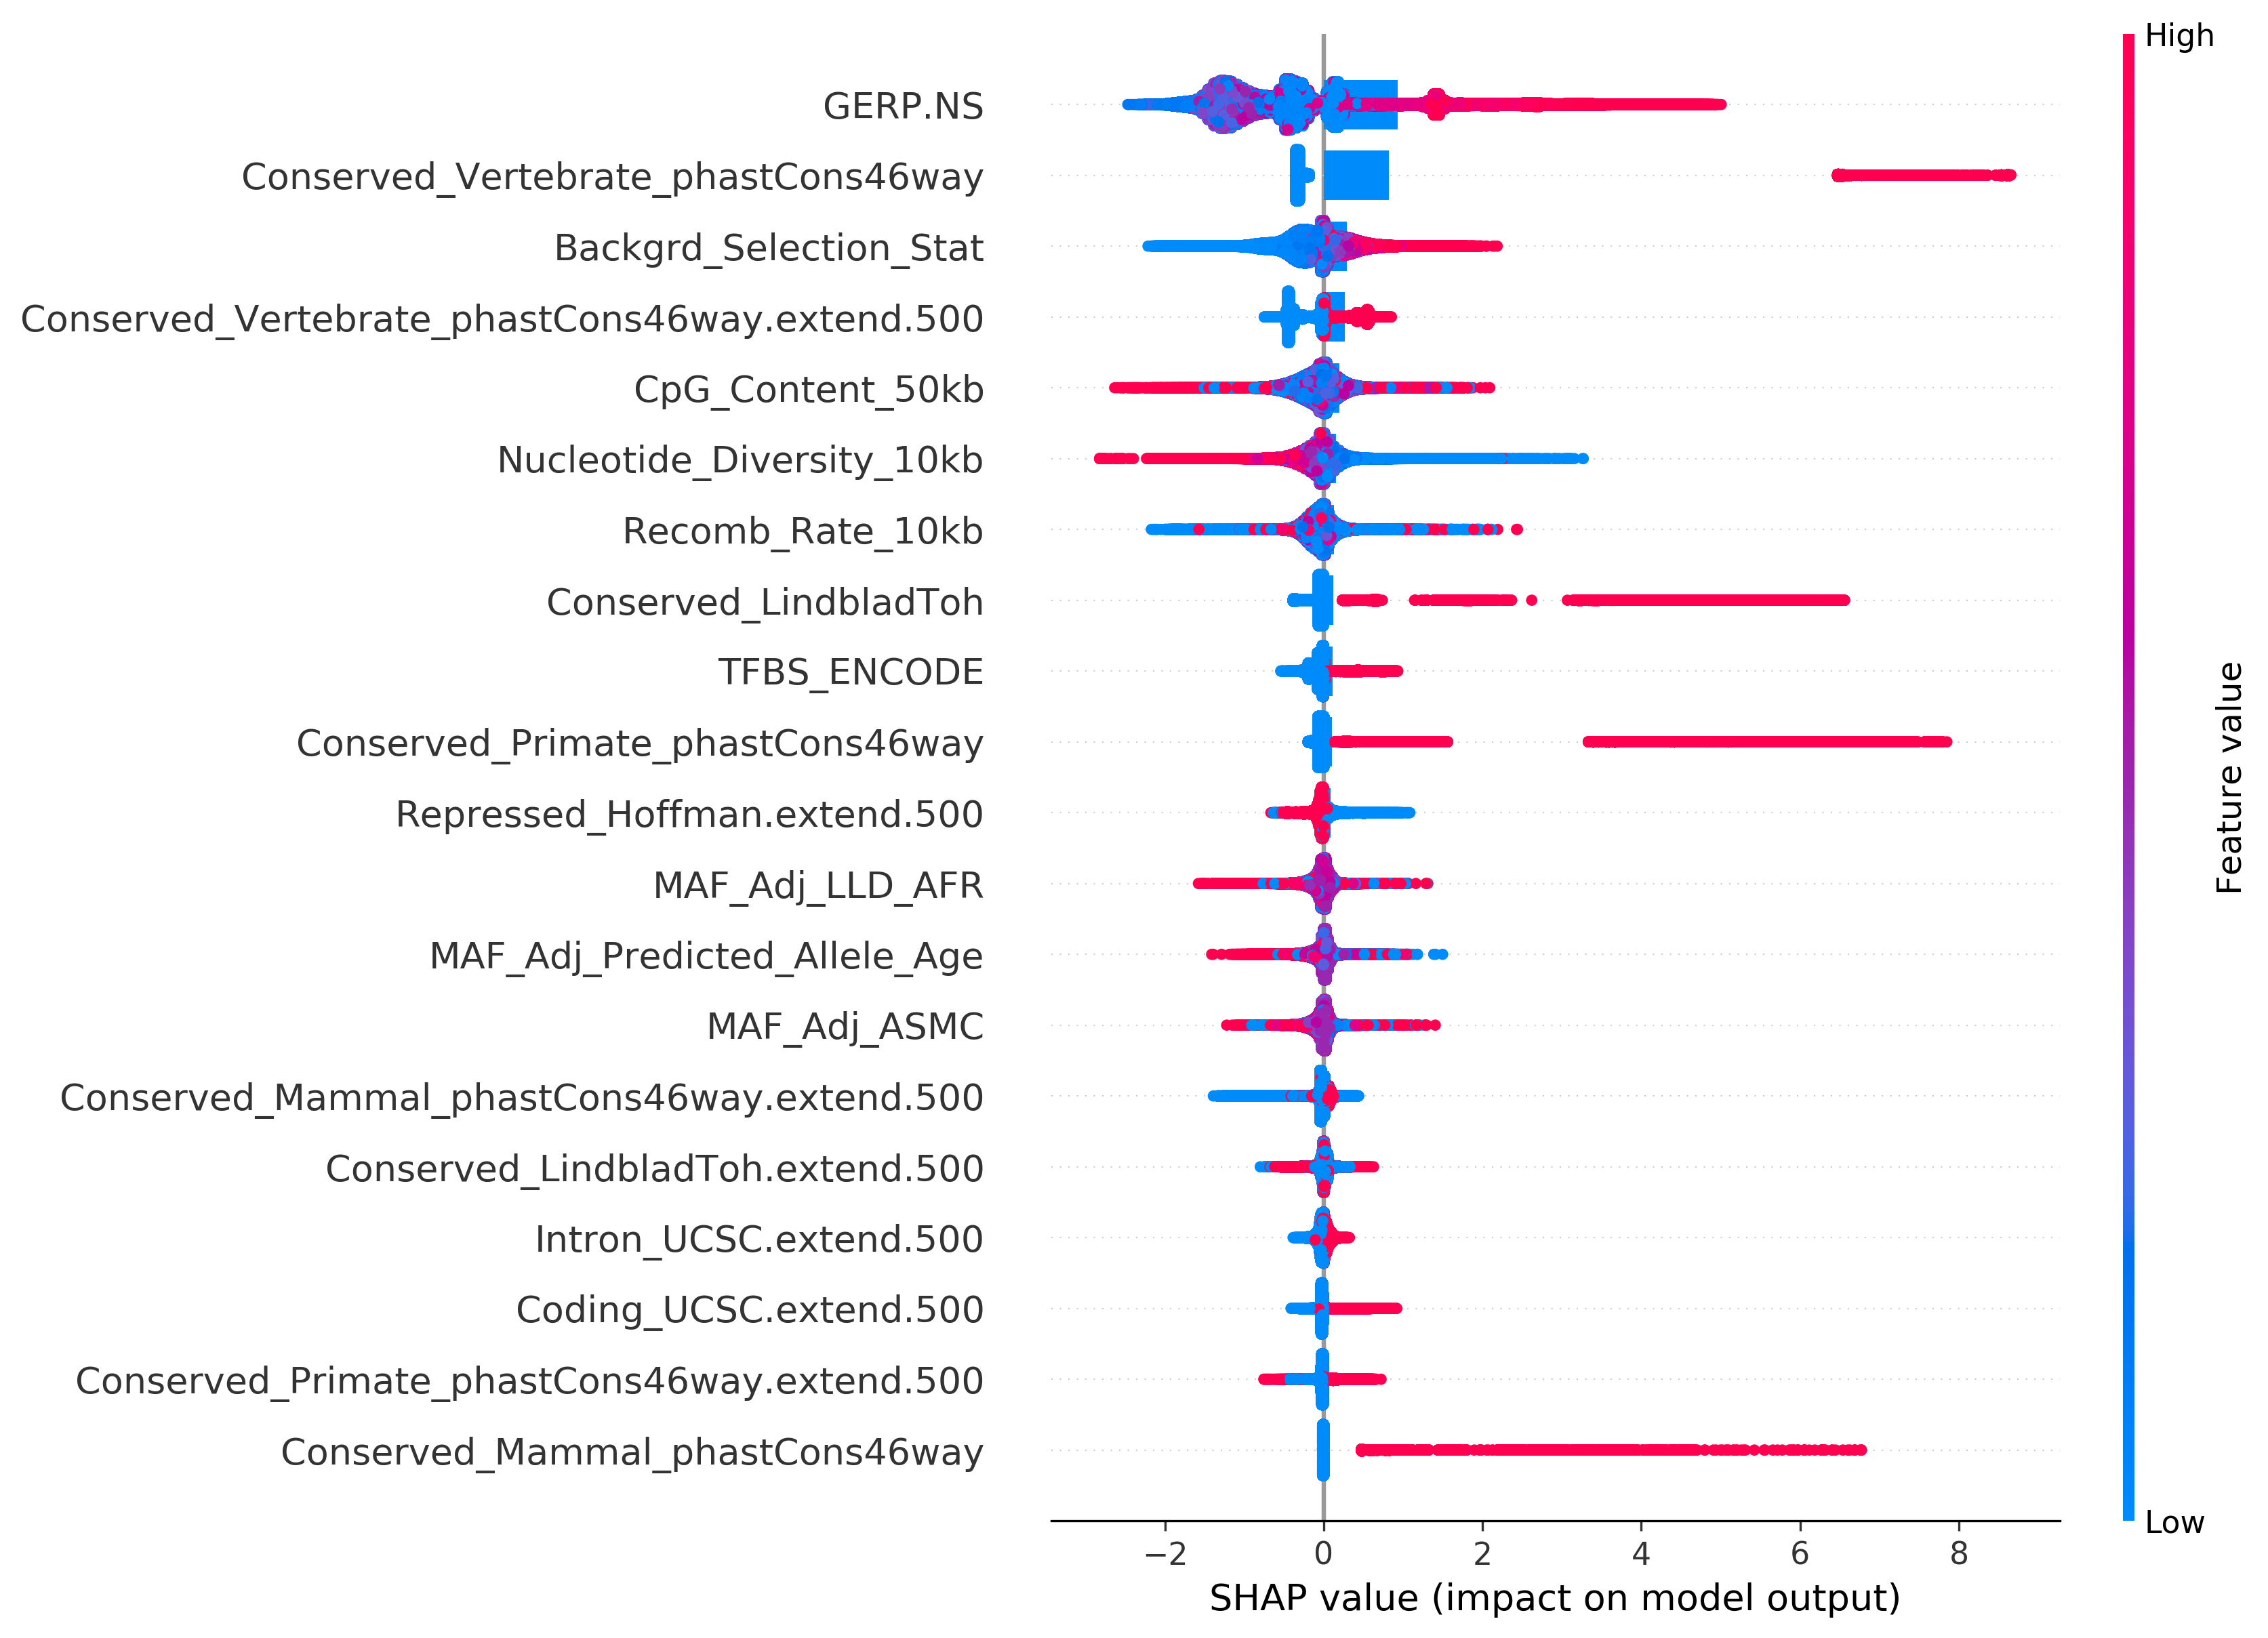 High
GERP.NS
Conserved_Vertebrate_phastCons46way
Backgrd_Selection_Stat
Conserved_Vertebrate_phastCons46way.extend.500
CpG_Content_50kb
Nucleotide_Diversity_10kb
Recomb_Rate_10kb
Conserved_LindbladToh
TFBS_ENCODE
Conserved_Primate_phastCons46way
Repressed_Hoffman.extend.500
MAF_Adj_LLD_AFR
MAF_Adj_Predicted_Allele_Age
MAF_Adj_ASMC
Conserved_Mammal_phastCons46way.extend.500
Conserved_LindbladToh.extend.500
Intron_UCSC.extend.500
Coding_UCSC.extend.500
Conserved_Primate_phastCons46way.extend.500
Conserved_Mammal_phastCons46way
Feature value
Low
−2 0 2 4 6 8
SHAP value (impact on model output)